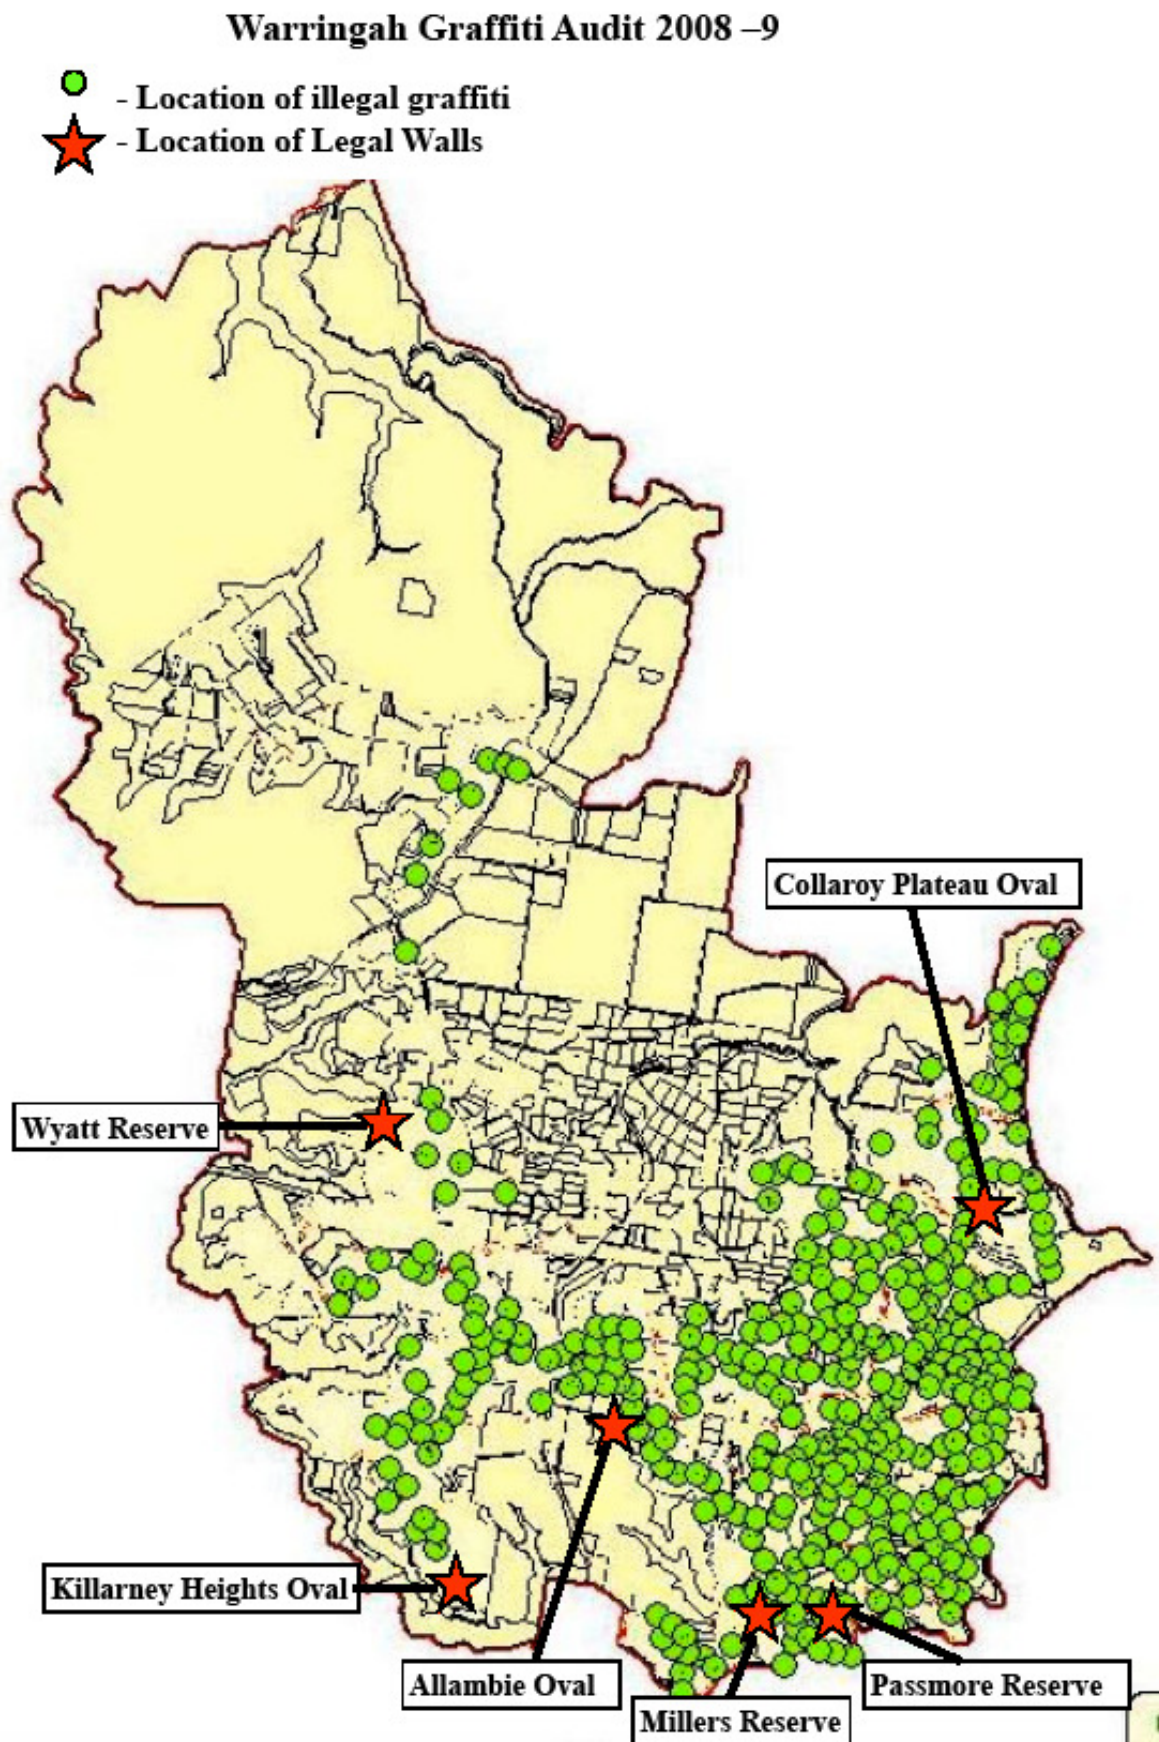 Warringah Graffiti Audit 2008 –9
- Location of illegal graffiti
- Location of Legal Walls
Collaroy Plateau Oval
Wyatt Reserve
Killarney Heights Oval
Allambie Oval
Passmore Reserve
Millers Reserve